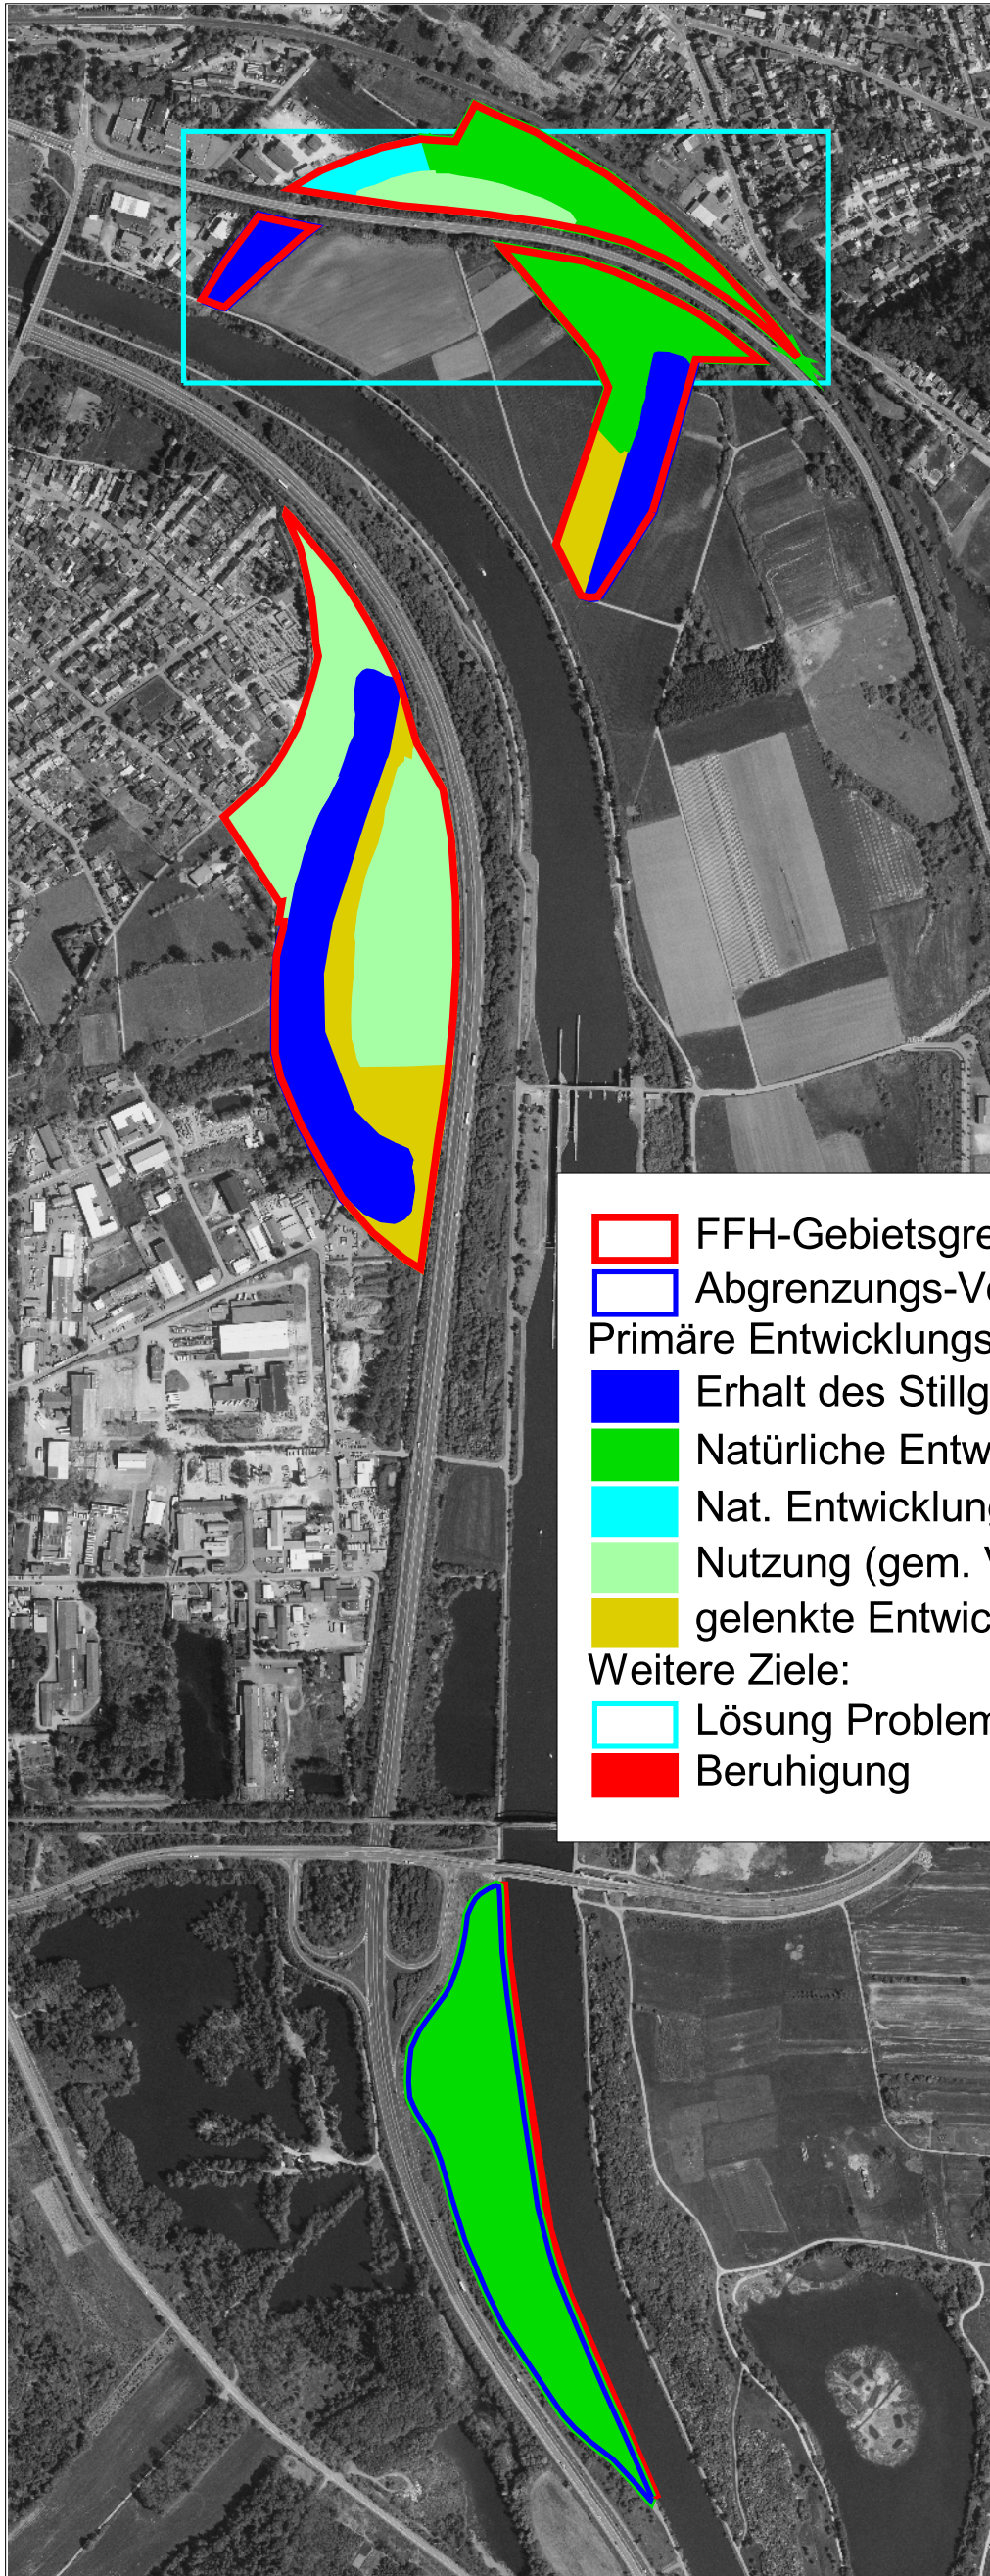 FFH-Gebietsgre
Abgrenzungs-V
Primäre Entwicklungs
Erhalt des Stillg
Natürliche Entw
Nat. Entwicklung
Nutzung (gem. V
gelenkte Entwic
Weitere Ziele:
Lösung Problem
Beruhigung